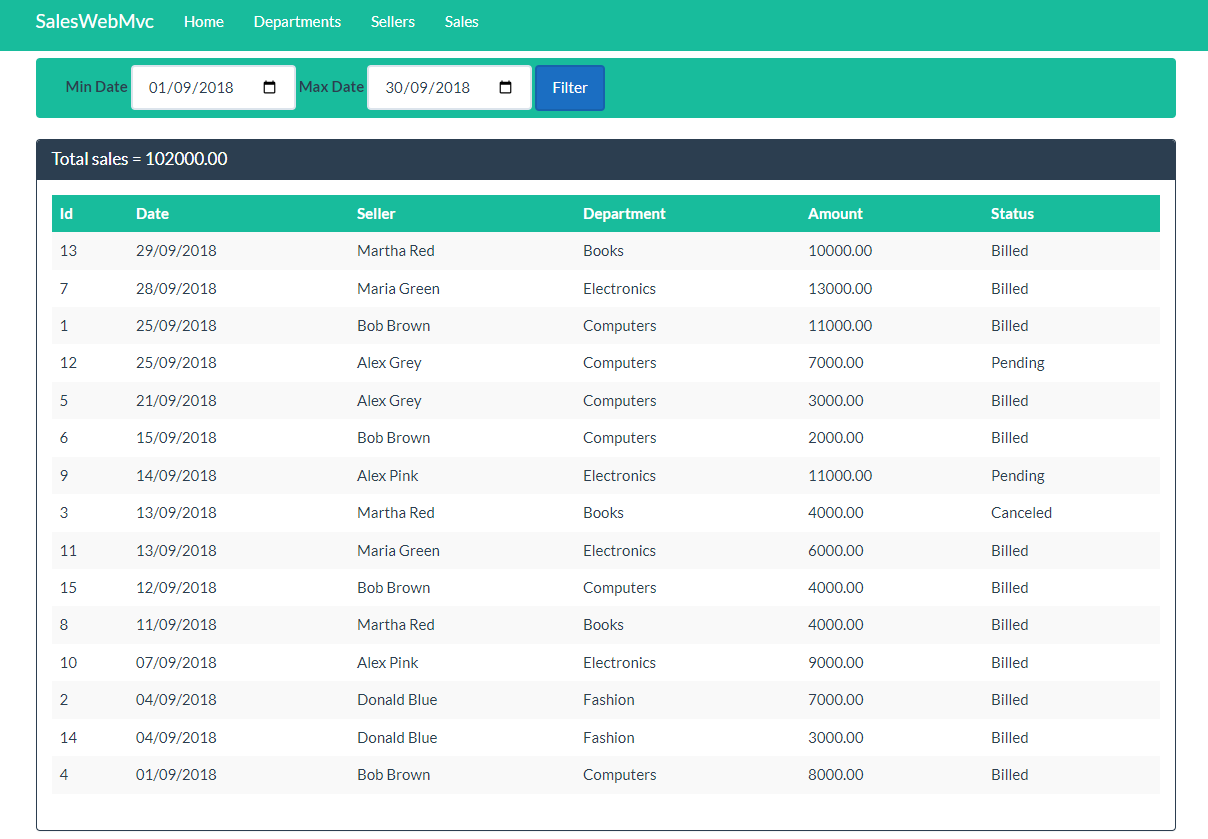 SalesWebMvc Home Departments Sellers Sales
Min Date 01/09/2018 Max Date 30/09/2018 Filter
Total sales = 102000.00
Id Date Seller Department Amount Status
13 29/09/2018 Martha Red Books 10000.00 Billed
7 28/09/2018 Maria Green Electronics 13000.00 Billed
1 25/09/2018 Bob Brown Computers 11000.00 Billed
12 25/09/2018 Alex Grey Computers 7000.00 Pending
5 21/09/2018 Alex Grey Computers 3000.00 Billed
6 15/09/2018 Bob Brown Computers 2000.00 Billed
9 14/09/2018 Alex Pink Electronics 11000.00 Pending
3 13/09/2018 Martha Red Books 4000.00 Canceled
11 13/09/2018 Maria Green Electronics 6000.00 Billed
15 12/09/2018 Bob Brown Computers 4000.00 Billed
8 11/09/2018 Martha Red Books 4000.00 Billed
10 07/09/2018 Alex Pink Electronics 9000.00 Billed
2 04/09/2018 Donald Blue Fashion 7000.00 Billed
14 04/09/2018 Donald Blue Fashion 3000.00 Billed
4 01/09/2018 Bob Brown Computers 8000.00 Billed